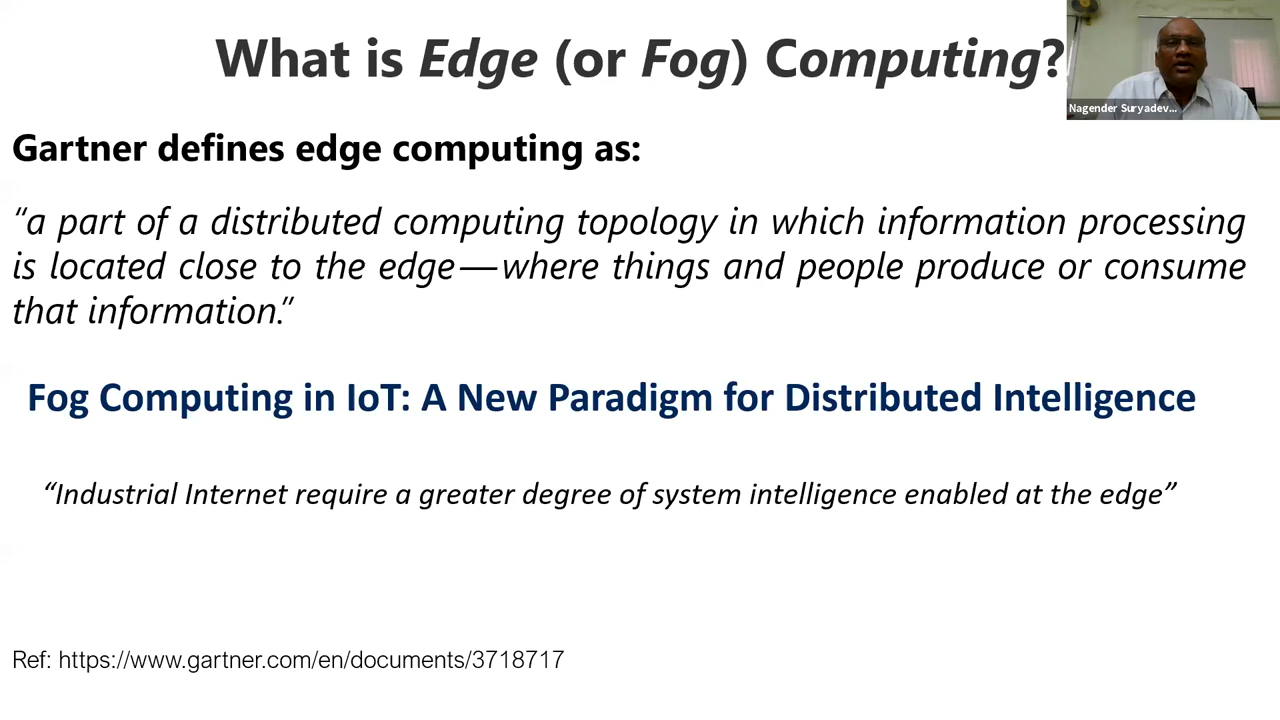 What is Edge (or Fog) Computing?
Nagender Suryadev...
Gartner defines edge computing as:
“a part of a distributed computing topology in which information processing
is located close to the edge—where things and people produce or consume
that information.”
Fog Computing in IoT: A New Paradigm for Distributed Intelligence
“Industrial Internet require a greater degree of system intelligence enabled at the edge”
Ref: https://www.gartner.com/en/documents/3718717